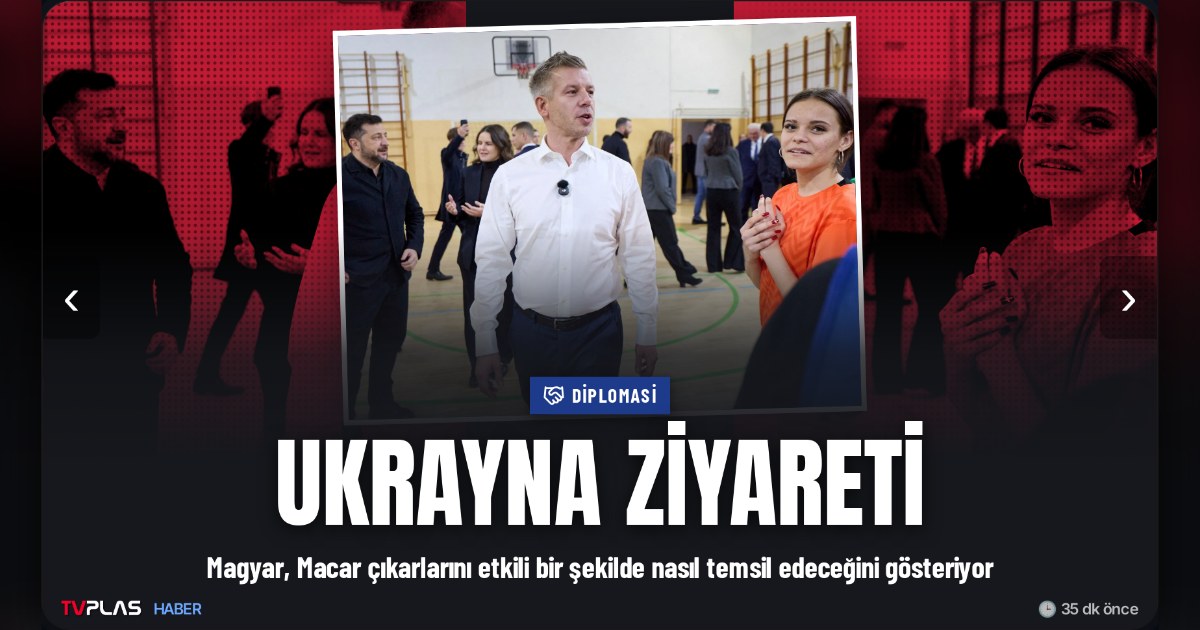 DİPLOMASİ
UKRAYNA ZİYARETİ
Magyar, Macar çıkarlarını etkili bir şekilde nasıl temsil edeceğini gösteriyor
TVPLAS HABER
35 dk önce